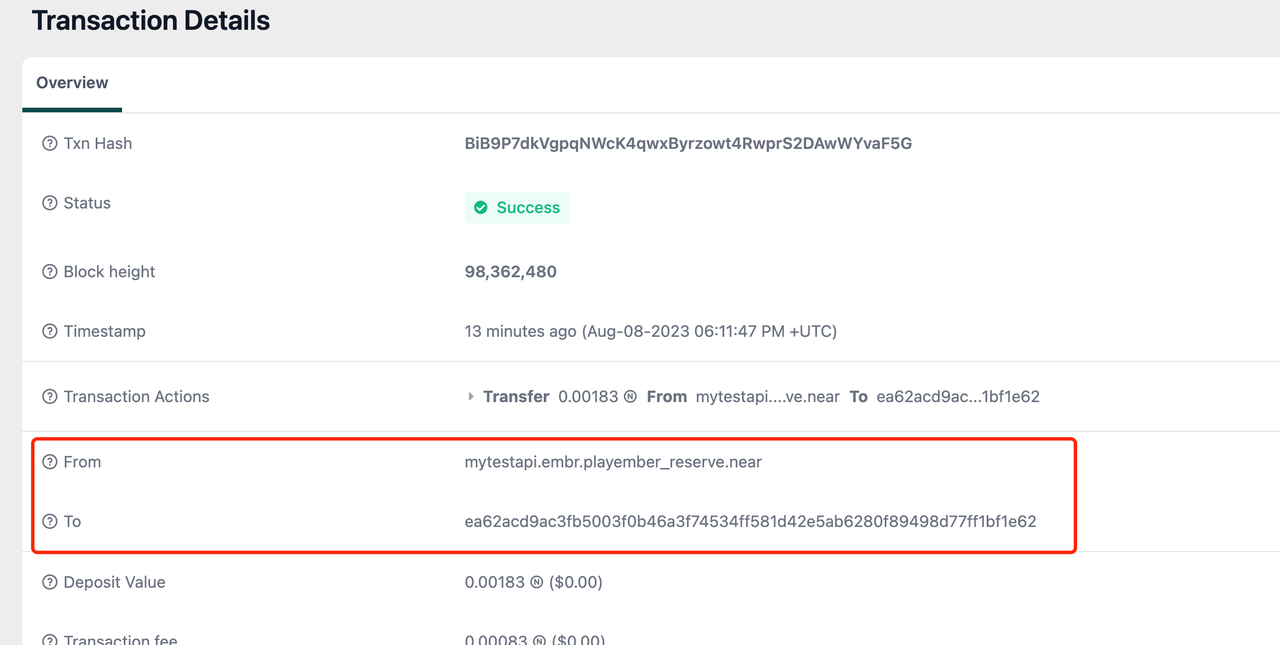 Transaction Details
Overview
Txn Hash BiB9P7dkVgpqNWcK4qwxByrzowt4RwprS2DAwWYvaF5G
Status Success
Block height 98,362,480
Timestamp 13 minutes ago (Aug-08-2023 06:11:47 PM +UTC)
Transaction Actions Transfer 0.00183 Ⓝ From mytestapi....ve.near To ea62acd9ac...1bf1e62
From mytestapi.embr.playember_reserve.near
To ea62acd9ac3fb5003f0b46a3f74534ff581d42e5ab6280f89498d77ff1bf1e62
Deposit Value 0.00183 Ⓝ ($0.00)
Transaction fee 0.00083 Ⓝ ($0.00)